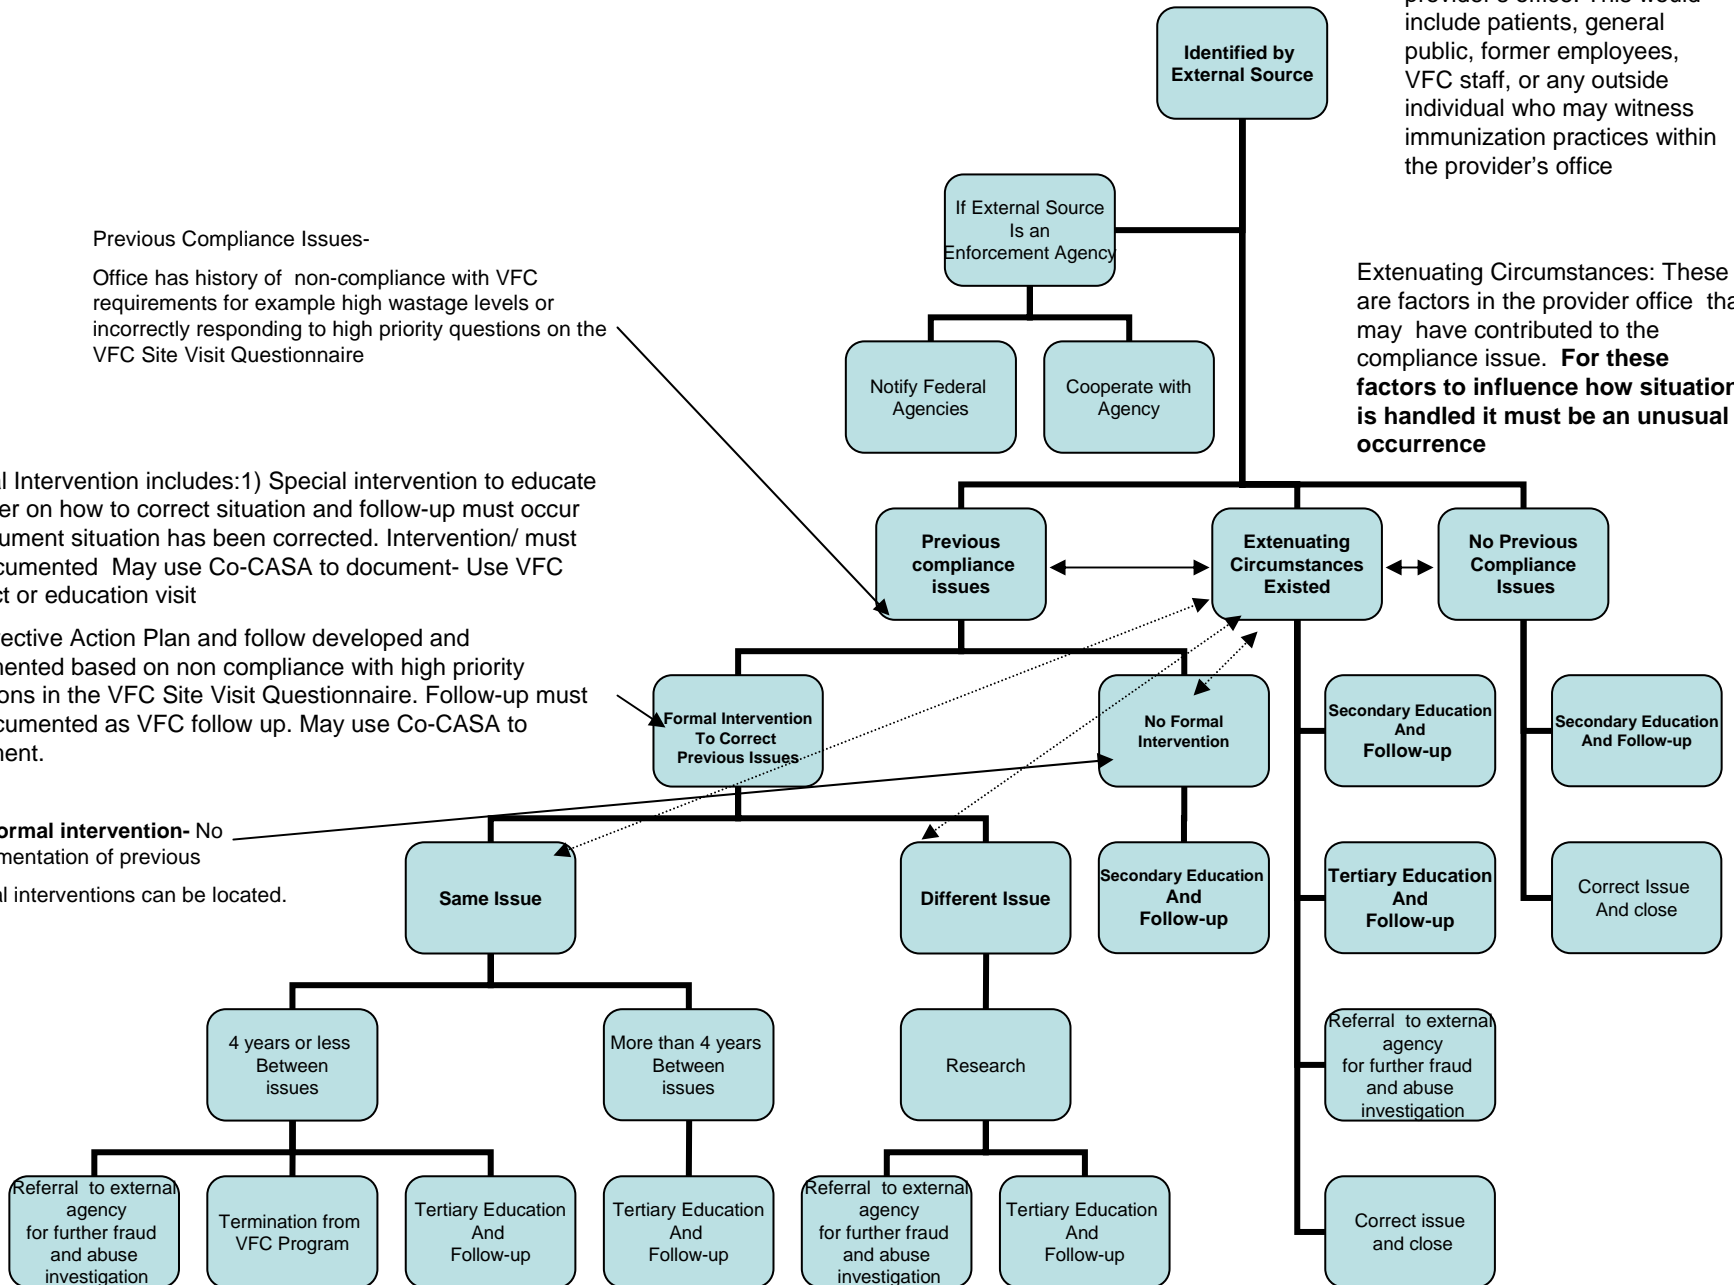 provider's office. This would
include patients, general
public, former employees,
VFC staff, or any outside
individual who may witness
immunization practices within
the provider's office
Identified by
External Source
If External Source
Is an
Enforcement Agency
Notify Federal
Agencies
Cooperate with
Agency
Previous Compliance Issues-
Office has history of non-compliance with VFC
requirements for example high wastage levels or
incorrectly responding to high priority questions on the
VFC Site Visit Questionnaire
Extenuating Circumstances: These
are factors in the provider office
may have contributed to the
compliance issue. For these
factors to influence how situation
is handled it must be an unusual
occurrence
Intervention includes:1) Special intervention to educate
on how to correct situation and follow-up must occur
situation has been corrected. Intervention/ must
May use Co-CASA to document- Use VFC
or education visit
Action Plan and follow developed and
based on non compliance with high priority
in the VFC Site Visit Questionnaire. Follow-up must
as VFC follow up. May use Co-CASA to
intervention- No
of previous
interventions can be located.
Previous
compliance
issues
Extenuating
Circumstances
Existed
No Previous
Compliance
Issues
Formal Intervention
To Correct
Previous Issues
No Formal
Intervention
Secondary Education
And
Follow-up
Secondary Education
And Follow-up
Same Issue
Different Issue
Secondary Education
And
Follow-up
Tertiary Education
And
Follow-up
Correct Issue
And close
4 years or less
Between
issues
More than 4 years
Between
issues
Research
Referral to external
agency
for further fraud
and abuse
investigation
Referral to external
agency
for further fraud
and abuse
investigation
Termination from
VFC Program
Tertiary Education
And
Follow-up
Tertiary Education
And
Follow-up
Referral to external
agency
for further fraud
and abuse
investigation
Tertiary Education
And
Follow-up
Correct issue
and close